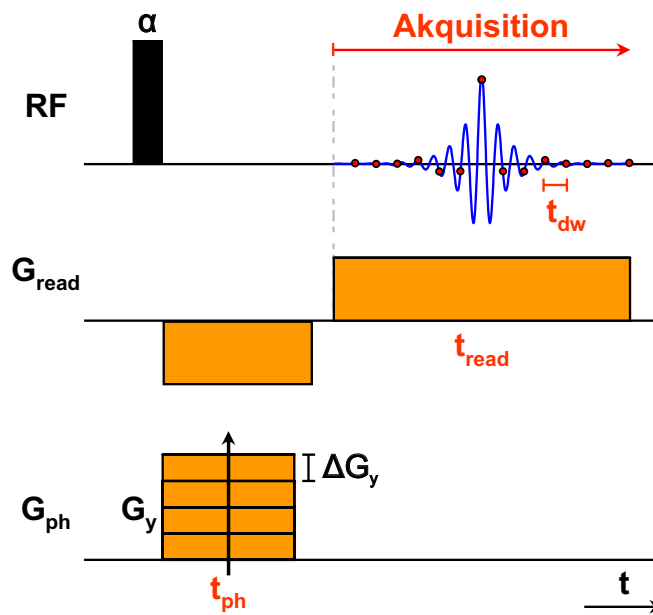 α
Akquisition
RF
t_dw
G_read
t_read
ΔG_y
G_ph
G_y
t_ph
t